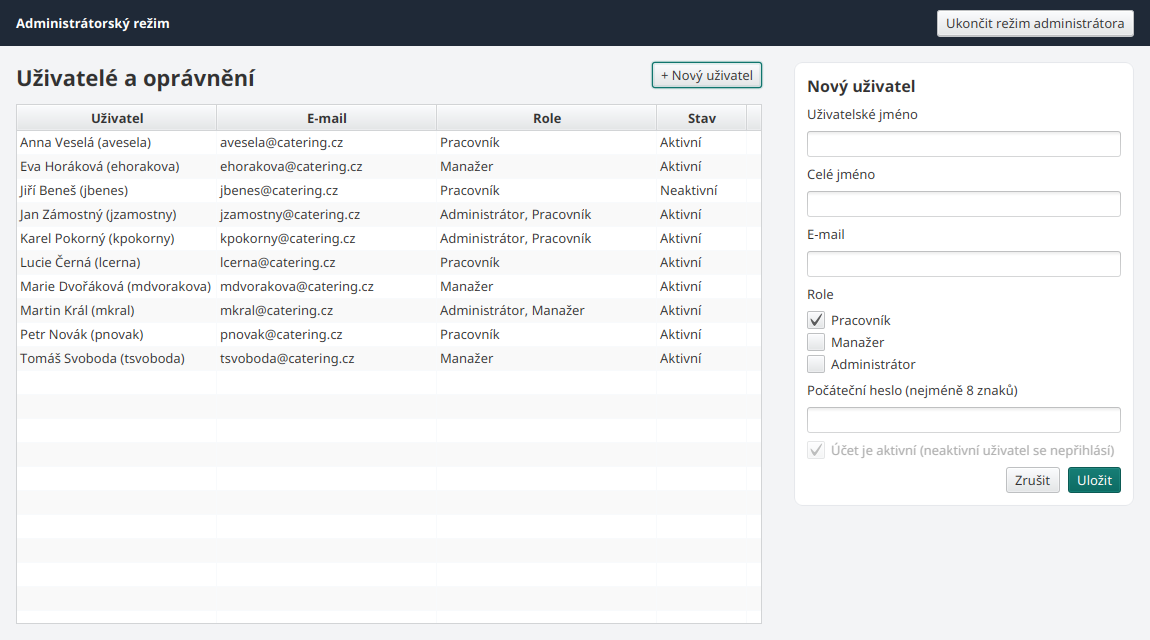 Administrátorský režim
Ukončit režim administrátora
Uživatelé a oprávnění
+ Nový uživatel
Uživatel E-mail Role Stav
Anna Veselá (avesela) avesela@catering.cz Pracovník Aktivní
Eva Horáková (ehorakova) ehorakova@catering.cz Manažer Aktivní
Jiří Beneš (jbenes) jbenes@catering.cz Pracovník Neaktivní
Jan Zámostný (jzamostny) jzamostny@catering.cz Administrátor, Pracovník Aktivní
Karel Pokorný (kpokorny) kpokorny@catering.cz Administrátor, Pracovník Aktivní
Lucie Černá (lcerna) lcerna@catering.cz Pracovník Aktivní
Marie Dvořáková (mdvorakova) mdvorakova@catering.cz Manažer Aktivní
Martin Král (mkral) mkral@catering.cz Administrátor, Manažer Aktivní
Petr Novák (pnovak) pnovak@catering.cz Pracovník Aktivní
Tomáš Svoboda (tsvoboda) tsvoboda@catering.cz Manažer Aktivní
Nový uživatel
Uživatelské jméno
Celé jméno
E-mail
Role
Pracovník
Manažer
Administrátor
Počáteční heslo (nejméně 8 znaků)
Účet je aktivní (neaktivní uživatel se nepřihlásí)
Zrušit
Uložit